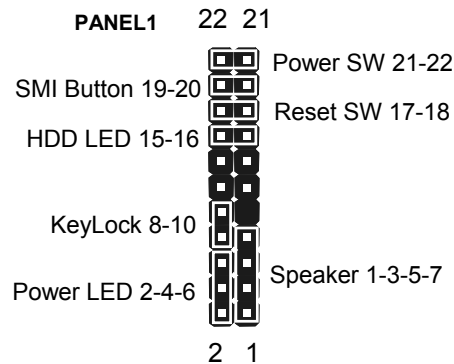 PANEL1 22 21
Power SW 21-22
SMI Button 19-20
Reset SW 17-18
HDD LED 15-16
KeyLock 8-10
Speaker 1-3-5-7
Power LED 2-4-6
2 1